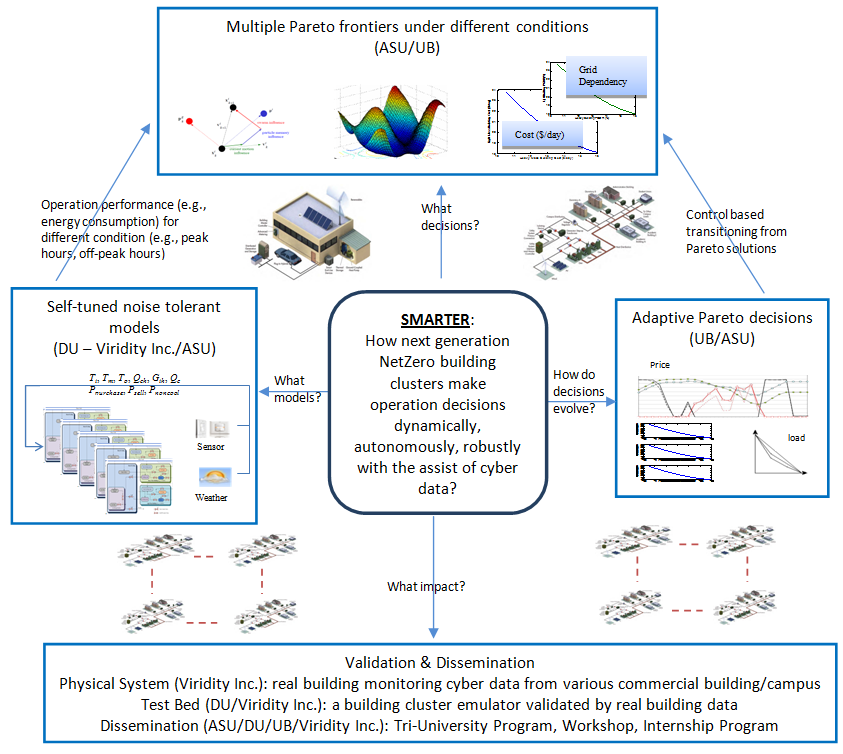 Multiple Pareto frontiers under different conditions
(ASU/UB)
Grid
Dependency
Cost ($/day)
Operation performance (e.g.,
energy consumption) for
different condition (e.g., peak
hours, off-peak hours)
What
decisions?
Control based
transitioning from
Pareto solutions
Self-tuned noise tolerant
models
(DU – Viridity Inc./ASU)
Sensor
Weather
What
models?
SMARTER:
How next generation
NetZero building
clusters make
operation decisions
dynamically,
autonomously, robustly
with the assist of cyber
data?
How do
decisions
evolve?
Adaptive Pareto decisions
(UB/ASU)
Price
load
What impact?
Validation & Dissemination
Physical System (Viridity Inc.): real building monitoring cyber data from various commercial building/campus
Test Bed (DU/Viridity Inc.): a building cluster emulator validated by real building data
Dissemination (ASU/DU/UB/Viridity Inc.): Tri-University Program, Workshop, Internship Program